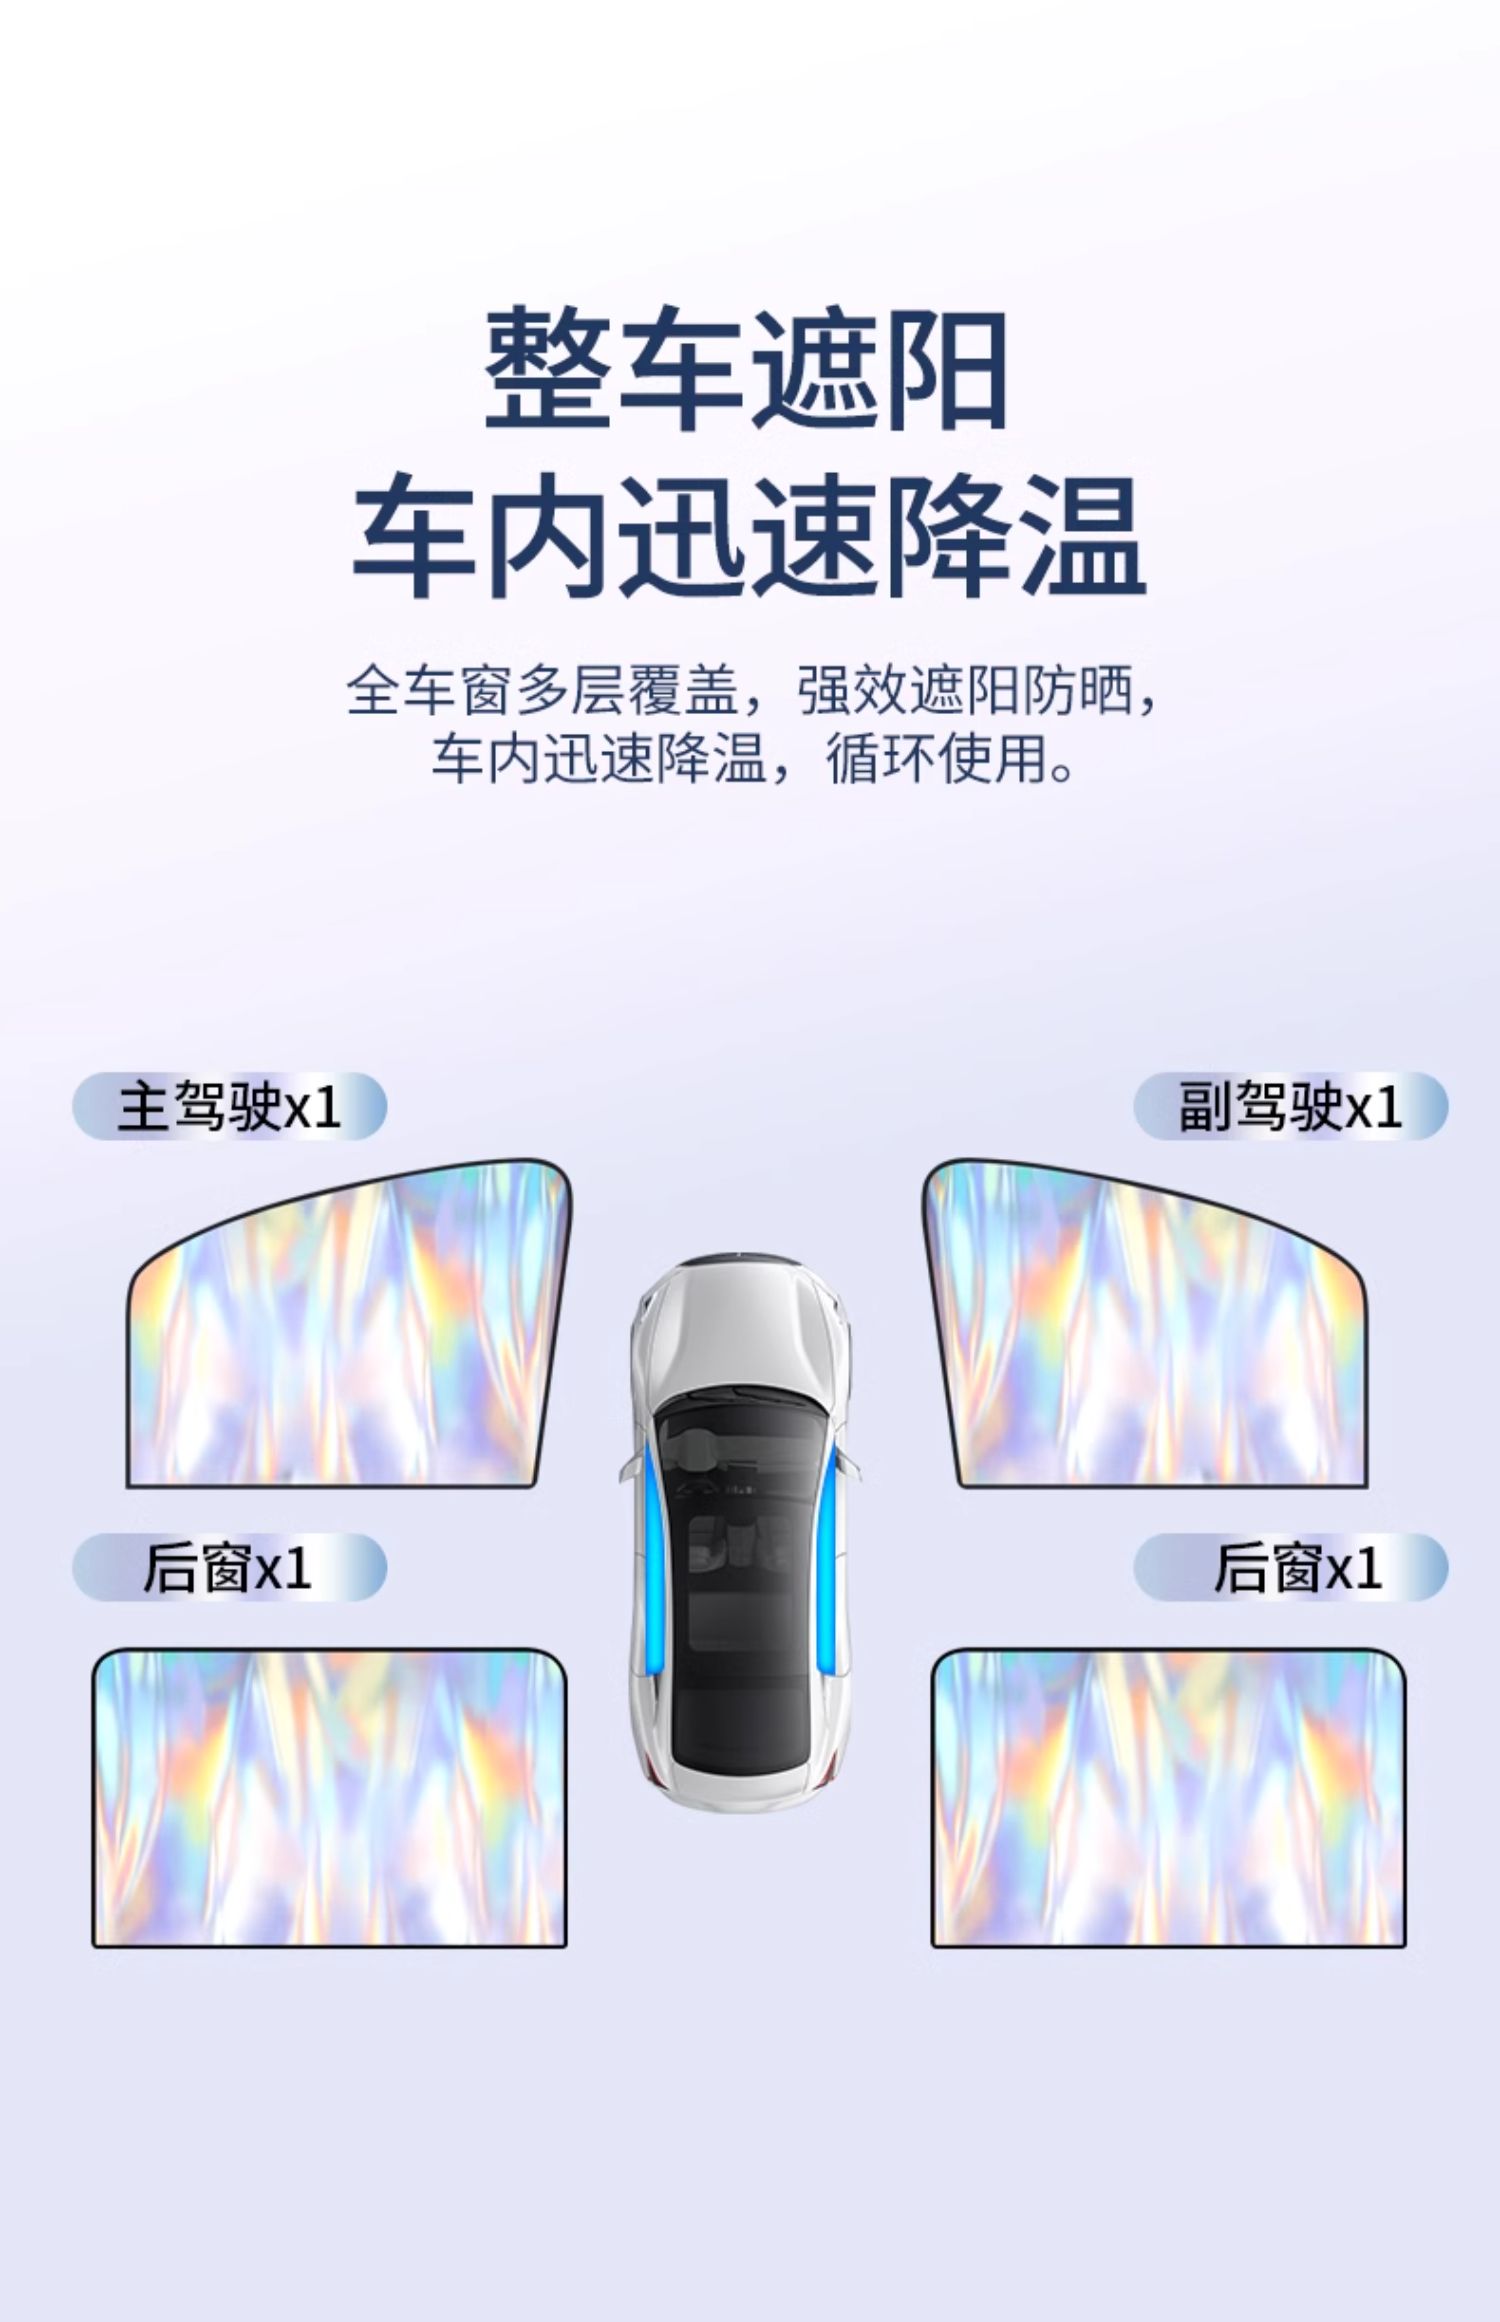 整车遮阳
车内迅速降温
全车窗多层覆盖，强效遮阳防晒，
车内迅速降温，循环使用。
主驾驶x1
副驾驶x1
后窗x1
后窗x1